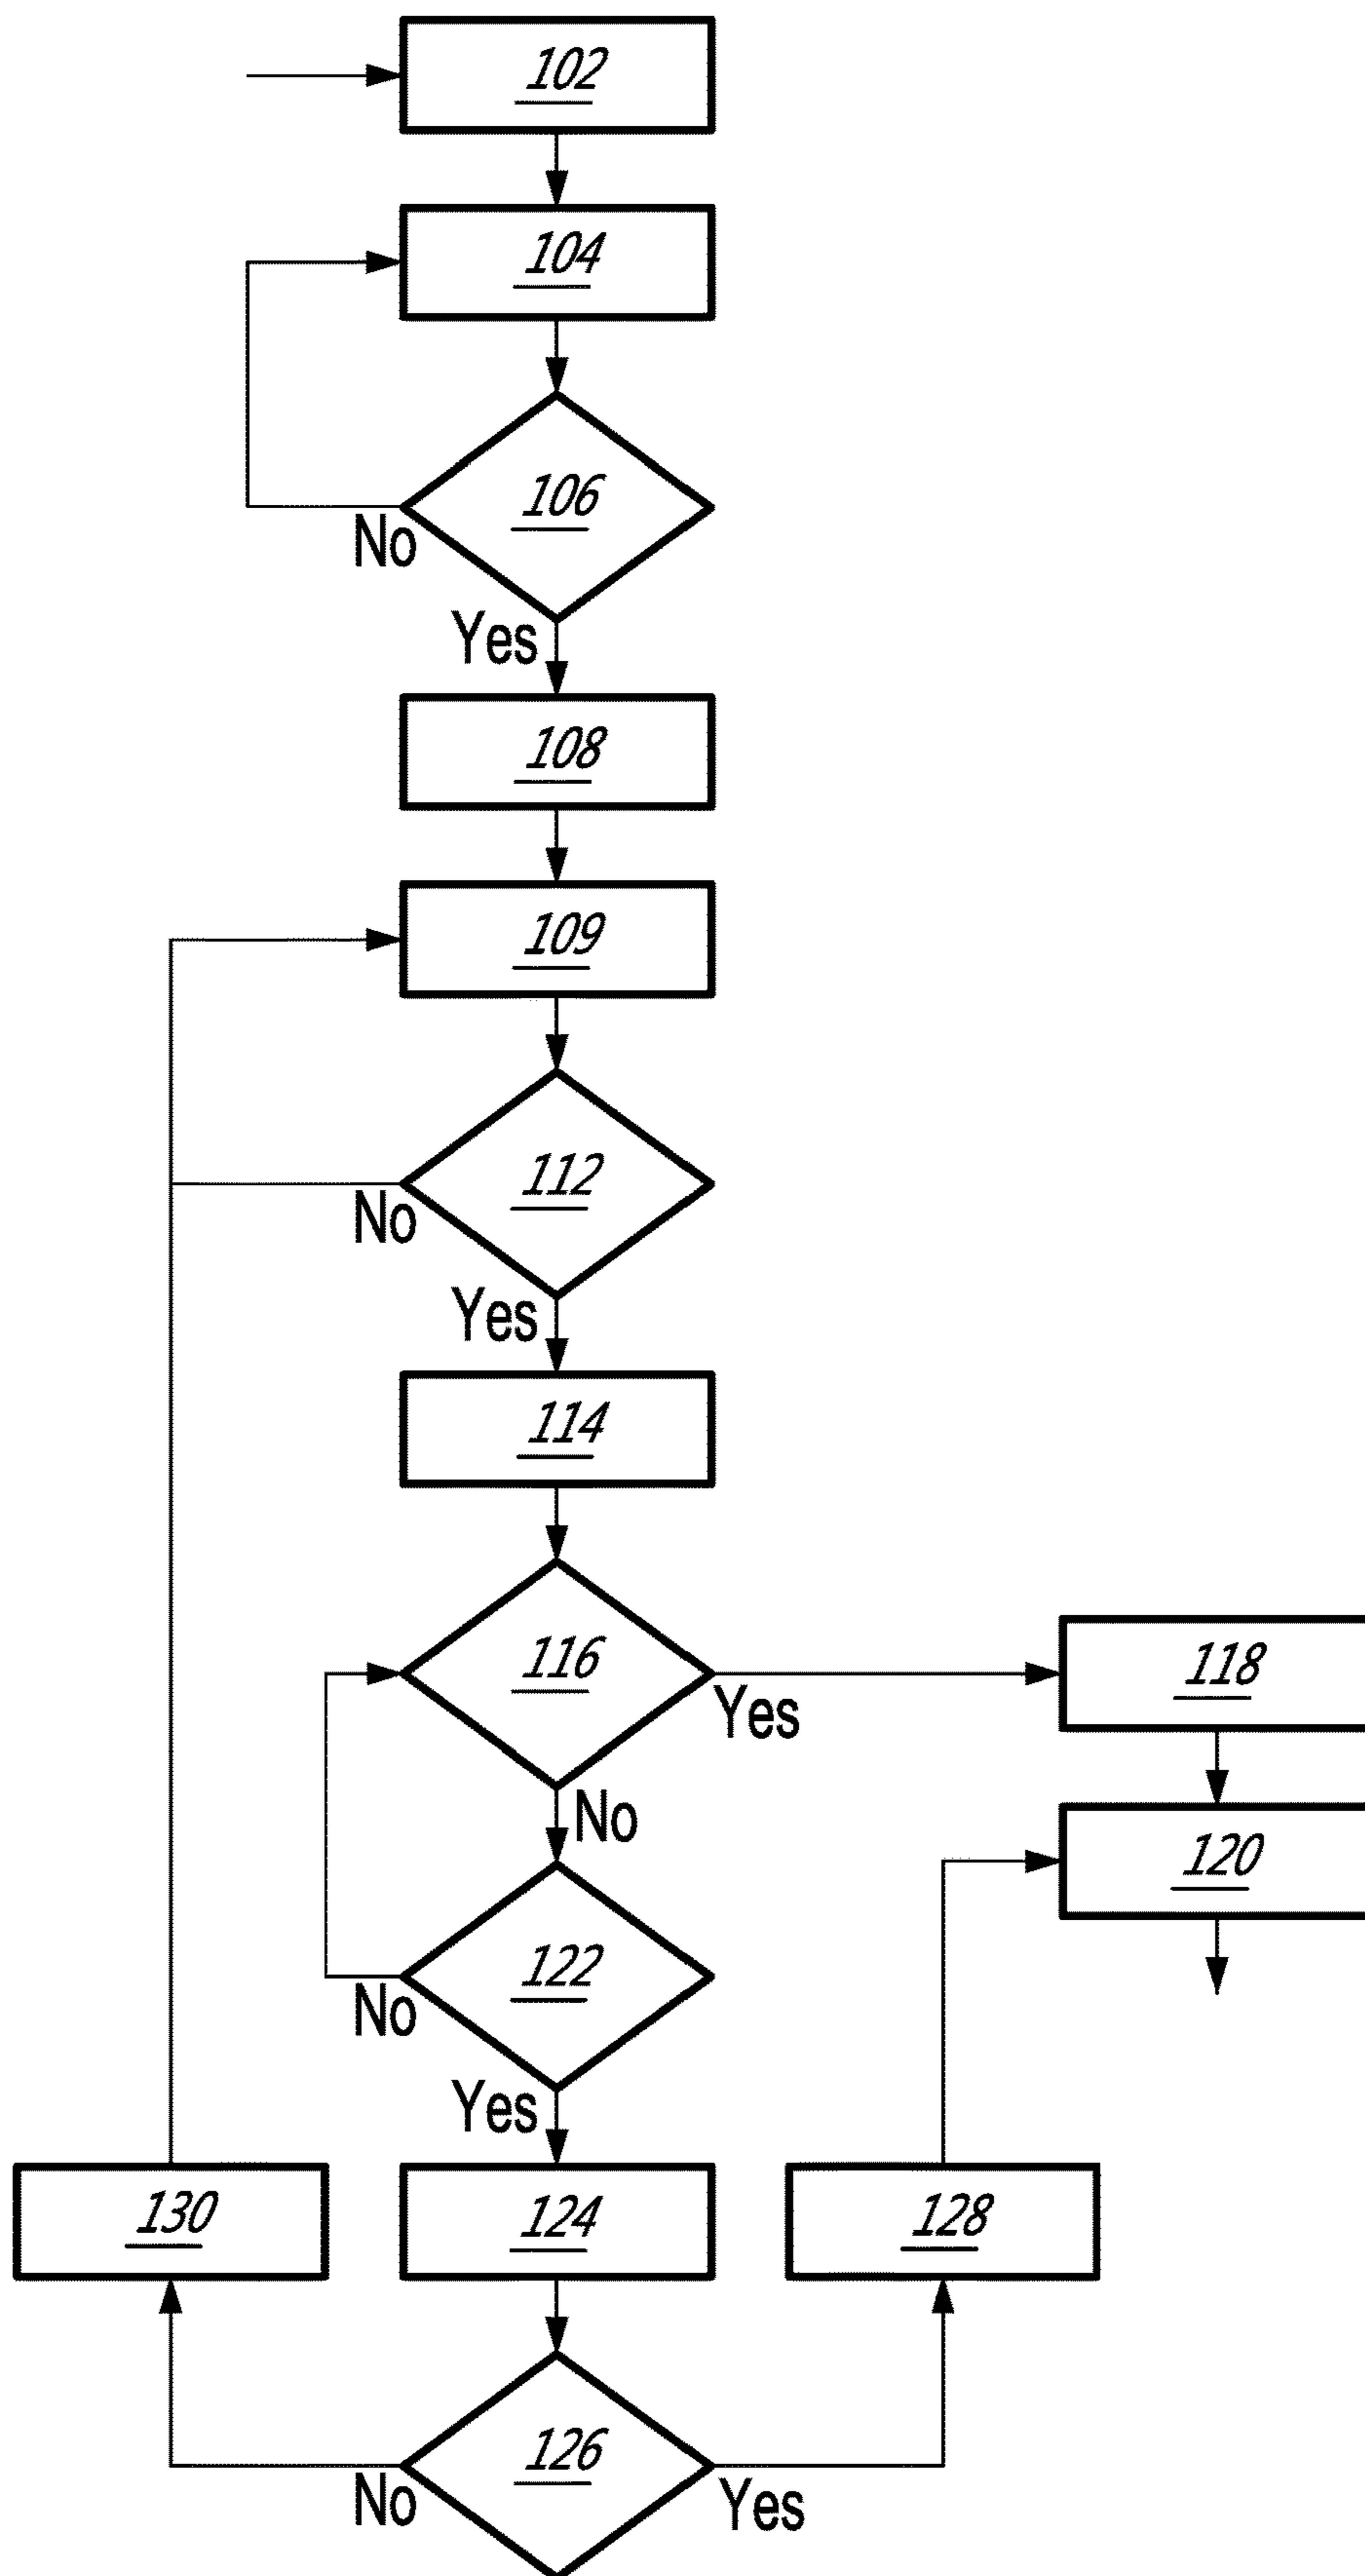 102
104
106
No
Yes
108
109
112
No
Yes
114
116
118
Yes
No
120
122
No
Yes
130
124
128
126
No
Yes